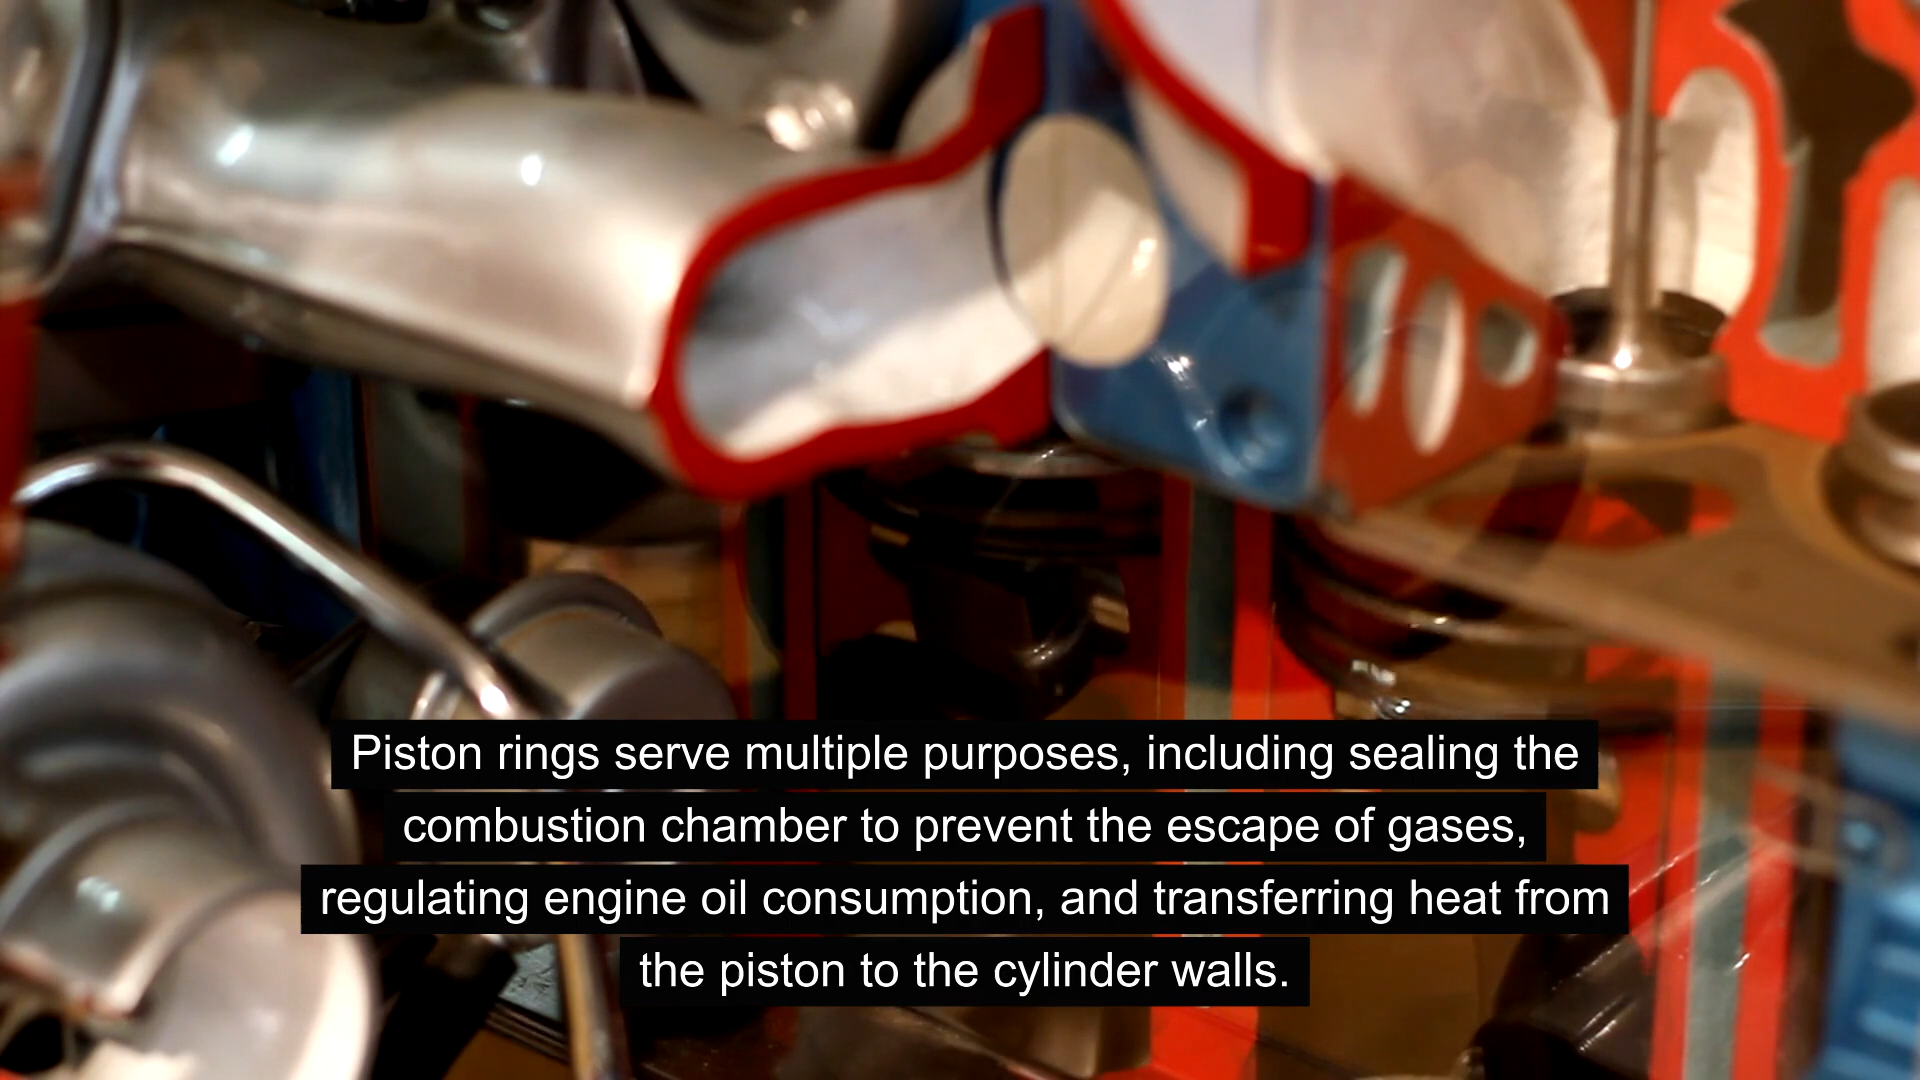 Piston rings serve multiple purposes, including sealing the
combustion chamber to prevent the escape of gases,
regulating engine oil consumption, and transferring heat from
the piston to the cylinder walls.